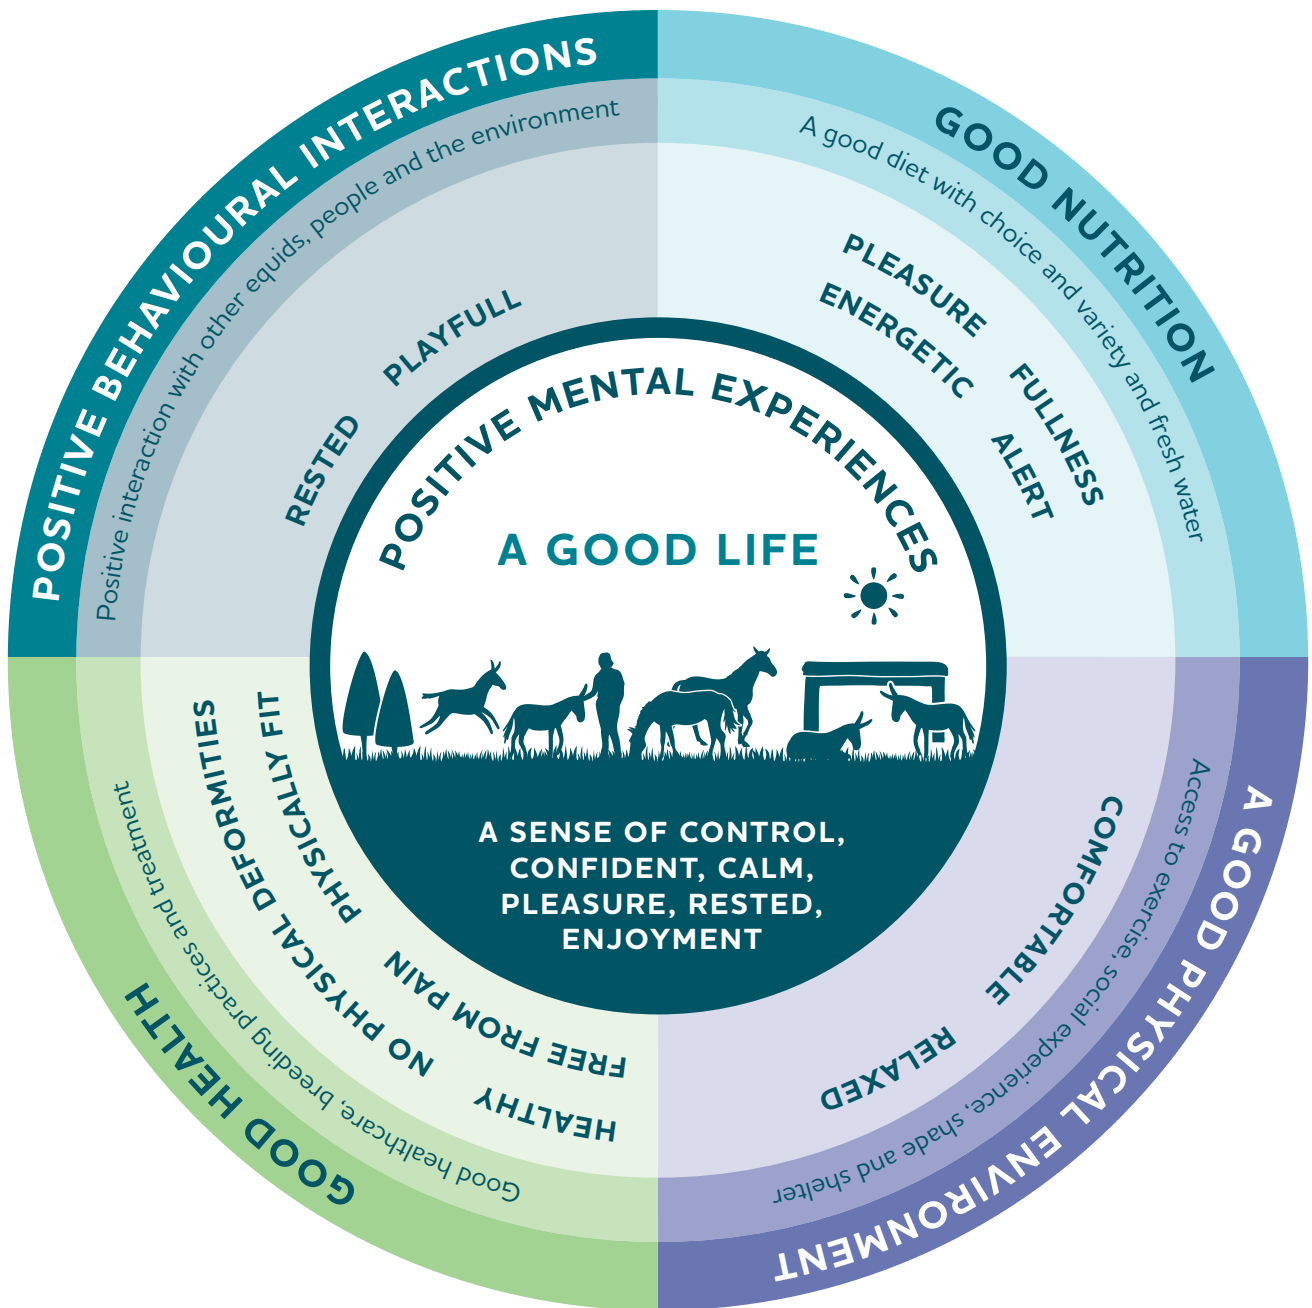 POSITIVE BEHAVIOURAL INTERACTIONS
Positive interaction with other equids, people and the environment
RESTED
PLAYFULL
GOOD NUTRITION
A good diet with choice and variety and fresh water
PLEASURE
FULLNESS
ENERGETIC
ALERT
A GOOD PHYSICAL ENVIRONMENT
Access to exercise, social experience, shade and shelter
COMFORTABLE
RELAXED
GOOD HEALTH
Good healthcare, breeding practices and treatment
HEALTHY
NO PHYSICAL DEFORMITIES
FREE FROM PAIN
PHYSICALLY FIT
POSITIVE MENTAL EXPERIENCES
A GOOD LIFE
A SENSE OF CONTROL,
CONFIDENT, CALM,
PLEASURE, RESTED,
ENJOYMENT